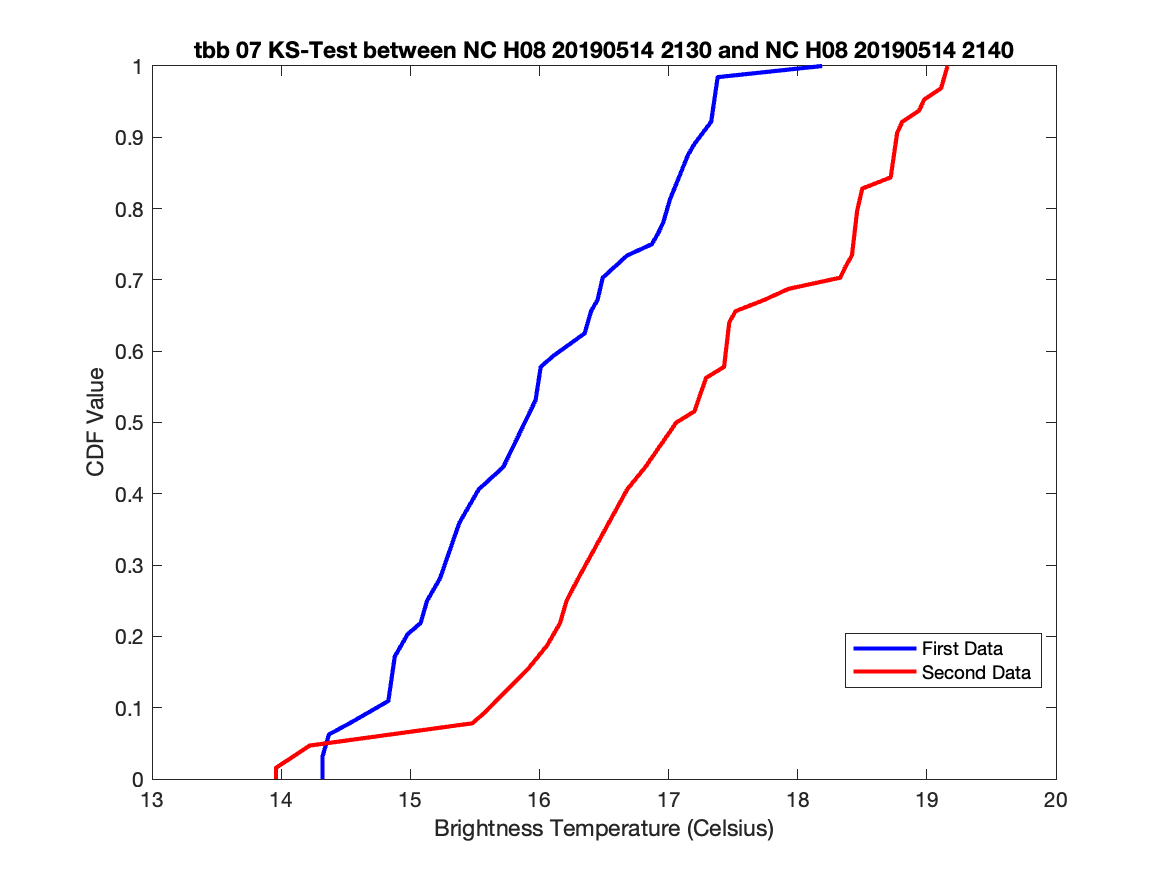 tbb 07 KS-Test between NC H08 20190514 2130 and NC H08 20190514 2140
1
0.9
0.8
0.7
0.6
0.5
0.4
0.3
0.2
0.1
0
CDF Value
First Data
Second Data
13 14 15 16 17 18 19 20
Brightness Temperature (Celsius)